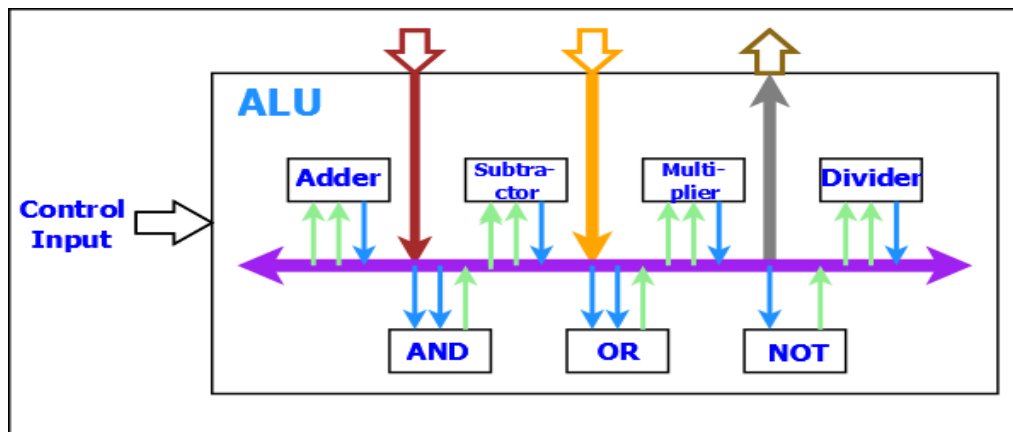 ALU
Adder
Subtra-
ctor
Multi-
plier
Divider
Control
Input
AND
OR
NOT